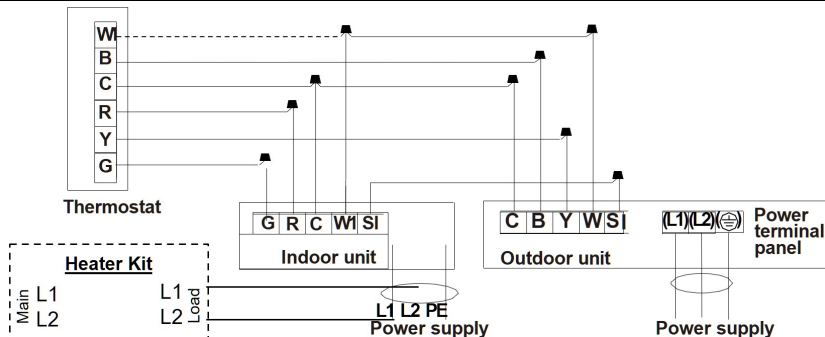 W
B
C
R
Y
G
Thermostat
G R C W1 SI
Indoor unit
C B Y W SI
Outdoor unit
(L1) (L2) (⏚)
Power
terminal
panel
Heater Kit
Main
L1
L2
L1
L2
Load
L1 L2 PE
Power supply
Power supply